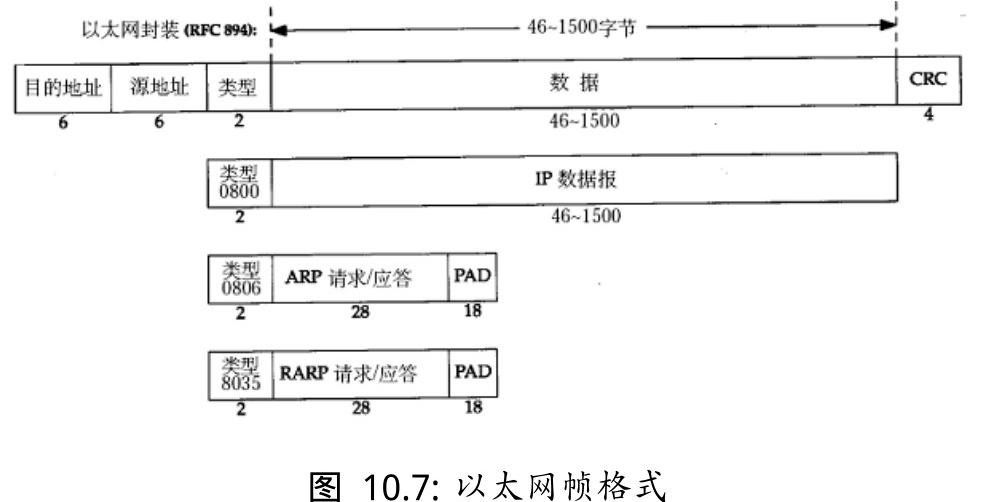 以太网封装 (RFC 894): 46~1500字节
目的地址 源地址 类型 数 据 CRC
6 6 2 46~1500 4
类型
0800 IP 数据报
2 46~1500
类型
0806 ARP 请求/应答 PAD
2 28 18
类型
8035 RARP 请求/应答 PAD
2 28 18
图 10.7: 以太网帧格式